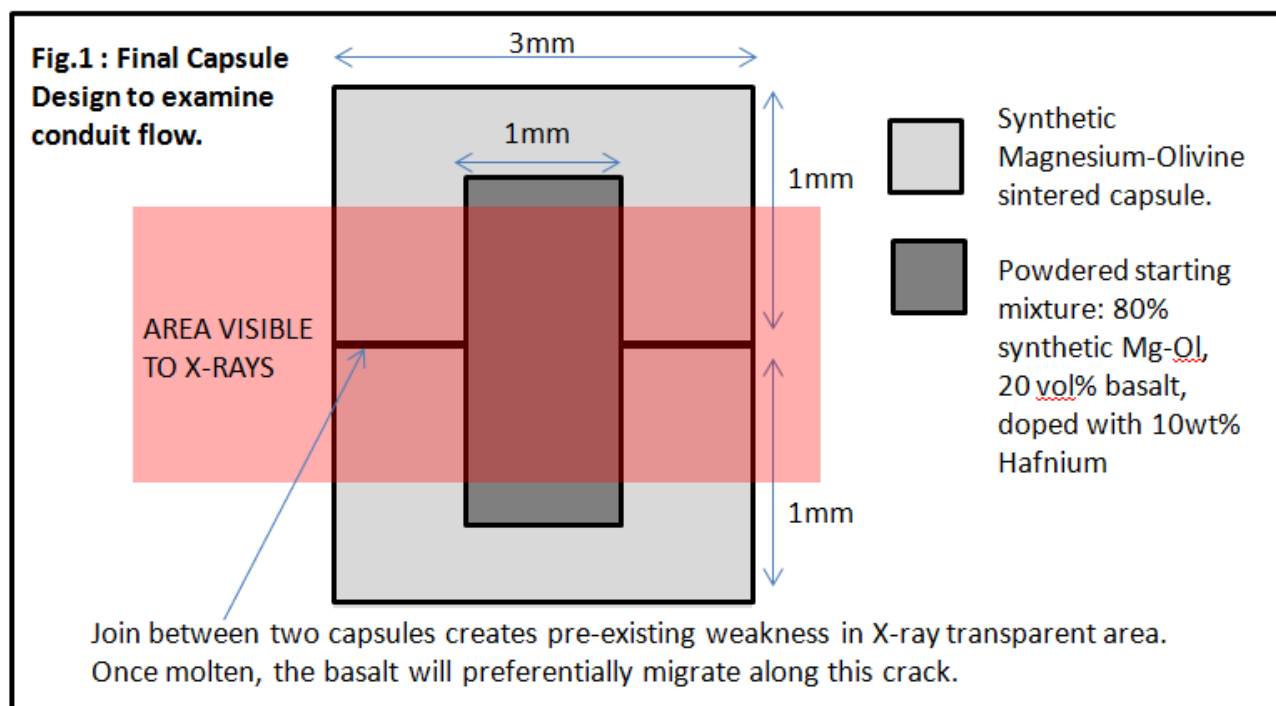 Fig.1 : Final Capsule
Design to examine
conduit flow.
3mm
1mm
1mm
Synthetic
Magnesium-Olivine
sintered capsule.
AREA VISIBLE
TO X-RAYS
Powdered starting
mixture: 80%
synthetic Mg-Ol,
20 vol% basalt,
doped with 10wt%
Hafnium
1mm
Join between two capsules creates pre-existing weakness in X-ray transparent area.
Once molten, the basalt will preferentially migrate along this crack.